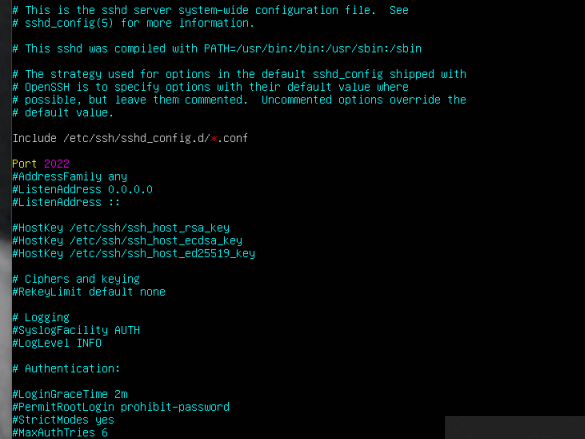 # This is the sshd server system-wide configuration file.  See
# sshd_config(5) for more information.
# This sshd was compiled with PATH=/usr/bin:/bin:/usr/sbin:/sbin
# The strategy used for options in the default sshd_config shipped with
# OpenSSH is to specify options with their default value where
# possible, but leave them commented.  Uncommented options override the
# default value.
Include /etc/ssh/sshd_config.d/*.conf
Port 2022
#AddressFamily any
#ListenAddress 0.0.0.0
#ListenAddress ::
#HostKey /etc/ssh/ssh_host_rsa_key
#HostKey /etc/ssh/ssh_host_ecdsa_key
#HostKey /etc/ssh/ssh_host_ed25519_key
# Ciphers and keying
#RekeyLimit default none
# Logging
#SyslogFacility AUTH
#LogLevel INFO
# Authentication:
#LoginGraceTime 2m
#PermitRootLogin prohibit-password
#StrictModes yes
#MaxAuthTries 6